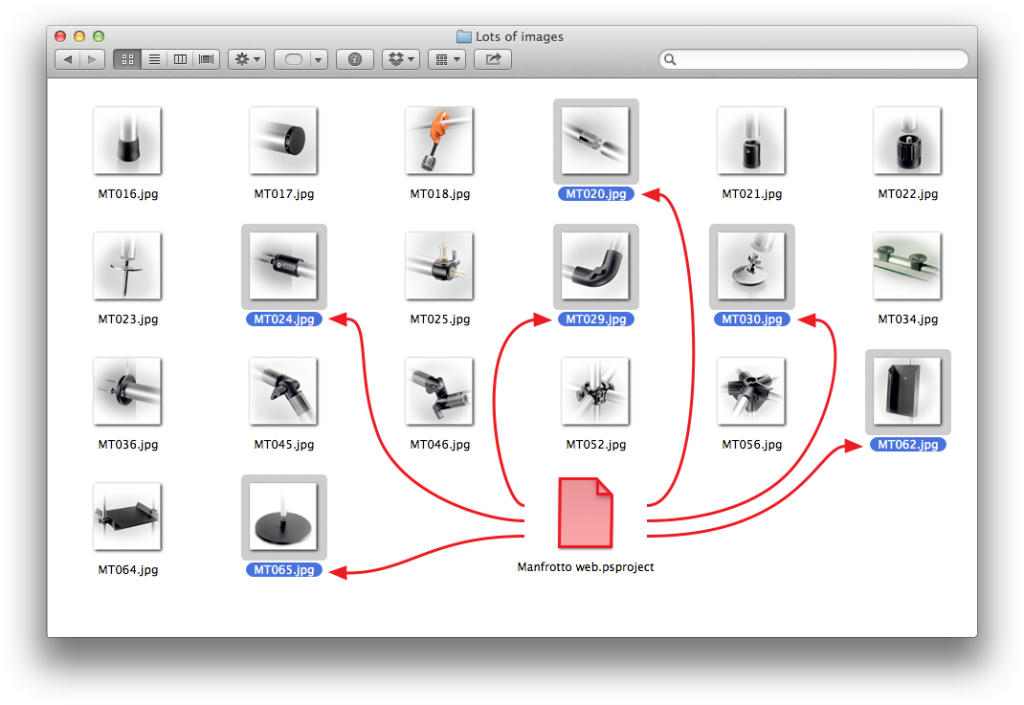 Lots of images
MT016.jpg
MT017.jpg
MT018.jpg
MT020.jpg
MT021.jpg
MT022.jpg
MT023.jpg
MT024.jpg
MT025.jpg
MT029.jpg
MT030.jpg
MT034.jpg
MT036.jpg
MT045.jpg
MT046.jpg
MT052.jpg
MT056.jpg
MT062.jpg
MT064.jpg
MT065.jpg
Manfrotto web.psproject